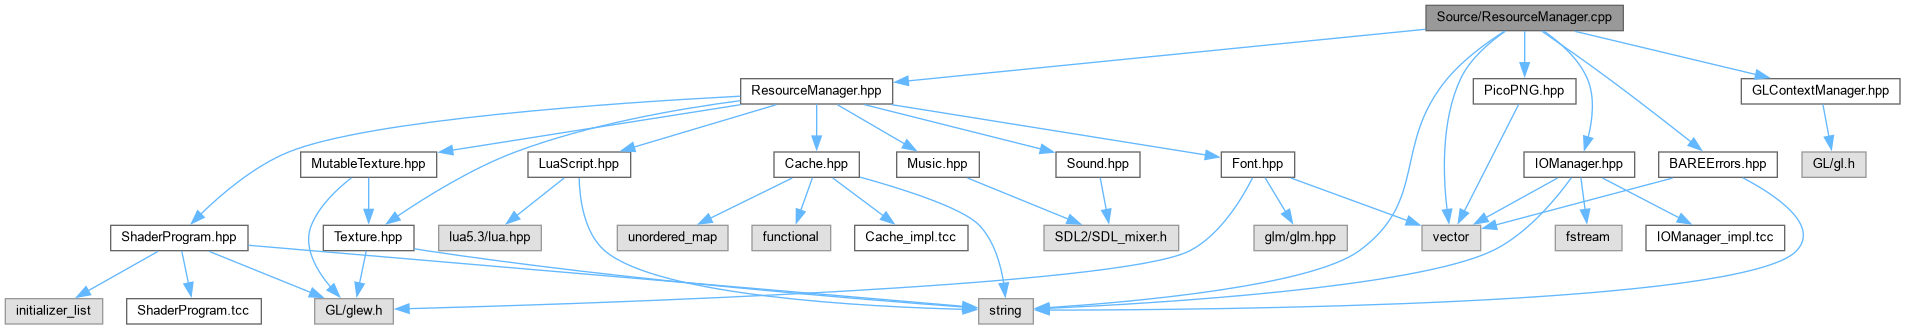 Source/ResourceManager.cpp
ResourceManager.hpp
PicoPNG.hpp
GLContextManager.hpp
MutableTexture.hpp
LuaScript.hpp
Cache.hpp
Music.hpp
Sound.hpp
Font.hpp
IOManager.hpp
BAREErrors.hpp
GL/gl.h
ShaderProgram.hpp
Texture.hpp
lua5.3/lua.hpp
unordered_map
functional
Cache_impl.tcc
SDL2/SDL_mixer.h
glm/glm.hpp
vector
fstream
IOManager_impl.tcc
initializer_list
ShaderProgram.tcc
GL/glew.h
string